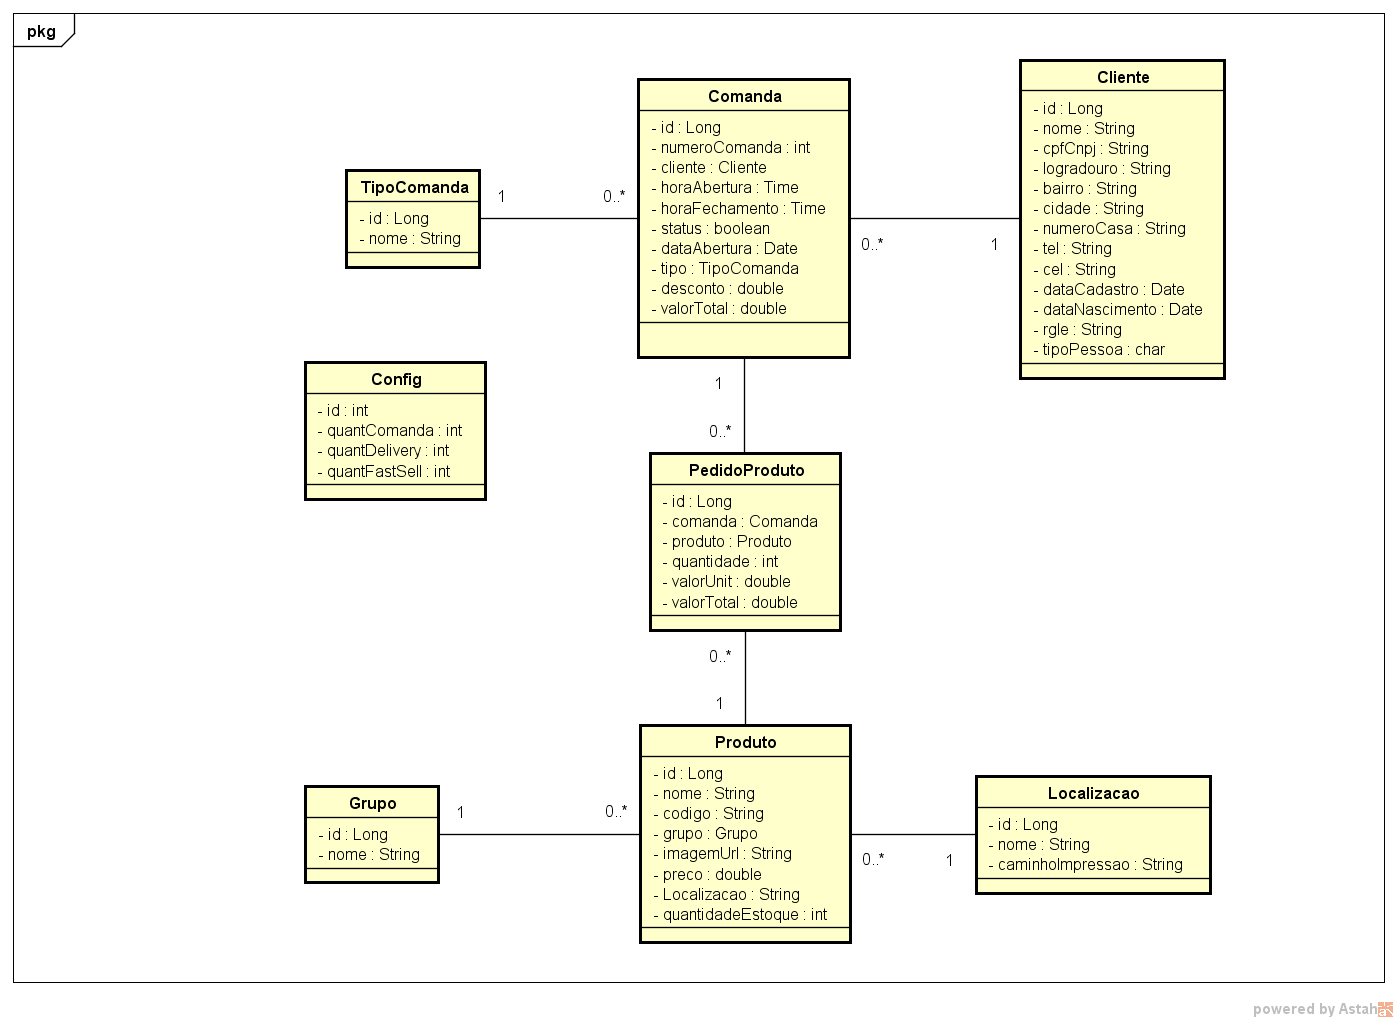 pkg
Comanda
- id : Long
- numeroComanda : int
- cliente : Cliente
- horaAbertura : Time
- horaFechamento : Time
- status : boolean
- dataAbertura : Date
- tipo : TipoComanda
- desconto : double
- valorTotal : double
Cliente
- id : Long
- nome : String
- cpfCnpj : String
- logradouro : String
- bairro : String
- cidade : String
- numeroCasa : String
- tel : String
- cel : String
- dataCadastro : Date
- dataNascimento : Date
- rgIe : String
- tipoPessoa : char
TipoComanda
- id : Long
- nome : String
1
0..*
0..*
1
Config
- id : int
- quantComanda : int
- quantDelivery : int
- quantFastSell : int
1
0..*
PedidoProduto
- id : Long
- comanda : Comanda
- produto : Produto
- quantidade : int
- valorUnit : double
- valorTotal : double
0..*
1
Produto
- id : Long
- nome : String
- codigo : String
- grupo : Grupo
- imagemUrl : String
- preco : double
- Localizacao : String
- quantidadeEstoque : int
Grupo
- id : Long
- nome : String
1
0..*
0..*
1
Localizacao
- id : Long
- nome : String
- caminhoImpressao : String
powered by Astah